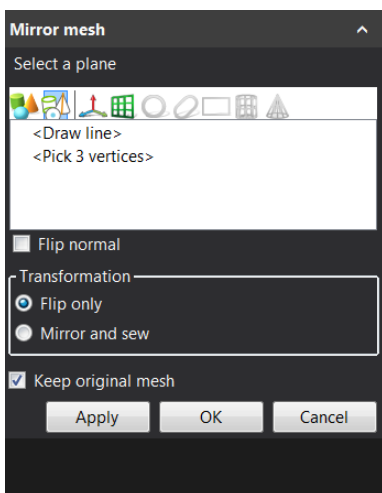 Mirror mesh
Select a plane
<Draw line>
<Pick 3 vertices>
Flip normal
Transformation
Flip only
Mirror and sew
Keep original mesh
Apply OK Cancel